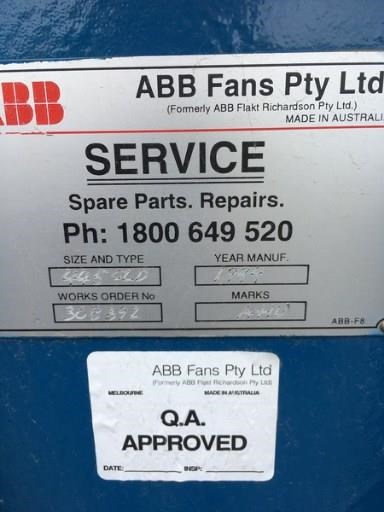 ABB
ABB Fans Pty Ltd
(Formerly ABB Flakt Richardson Pty Ltd.)
MADE IN AUSTRALIA
SERVICE
Spare Parts. Repairs.
Ph: 1800 649 520
SIZE AND TYPE YEAR MANUF.
WORKS ORDER No MARKS
ABB-F8
ABB Fans Pty Ltd
(Formerly ABB Flakt Richardson Pty Ltd)
MELBOURNE MADE IN AUSTRALIA
Q.A.
APPROVED
DATE: INSP: